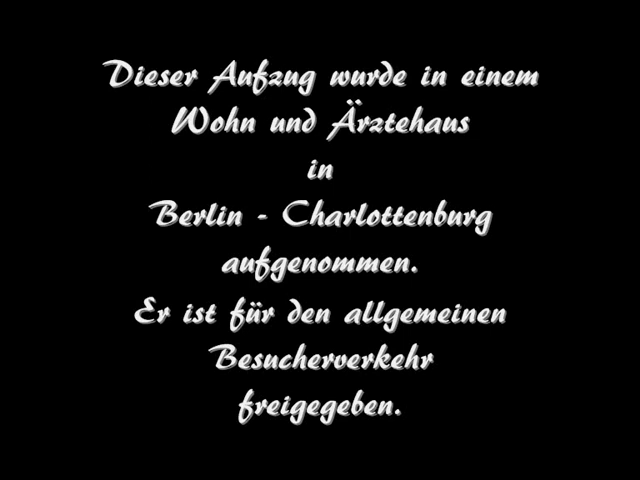 Dieser Aufzug wurde in einem
Wohn und Ärztehaus
in
Berlin - Charlottenburg
aufgenommen.
Er ist für den allgemeinen
Besucherverkehr
freigegeben.